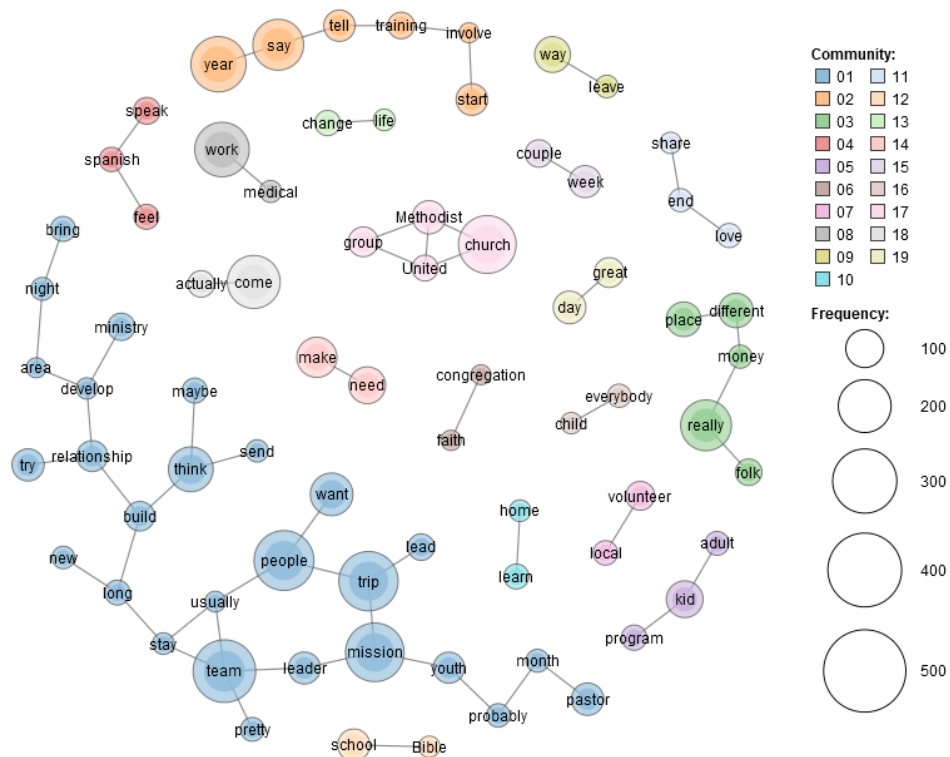 tell
training
involve
say
year
start
way
leave
speak
spanish
feel
change
life
work
medical
couple
week
share
end
love
bring
night
area
Methodist
group
church
United
actually
come
great
day
ministry
develop
maybe
relationship
try
think
send
build
make
need
congregation
faith
everybody
child
place
different
money
really
folk
want
people
home
learn
volunteer
local
adult
kid
program
new
long
usually
stay
lead
trip
team
leader
mission
youth
month
probably
pastor
pretty
school
Bible
Community:
01 11
02 12
03 13
04 14
05 15
06 16
07 17
08 18
09 19
10
Frequency:
100
200
300
400
500